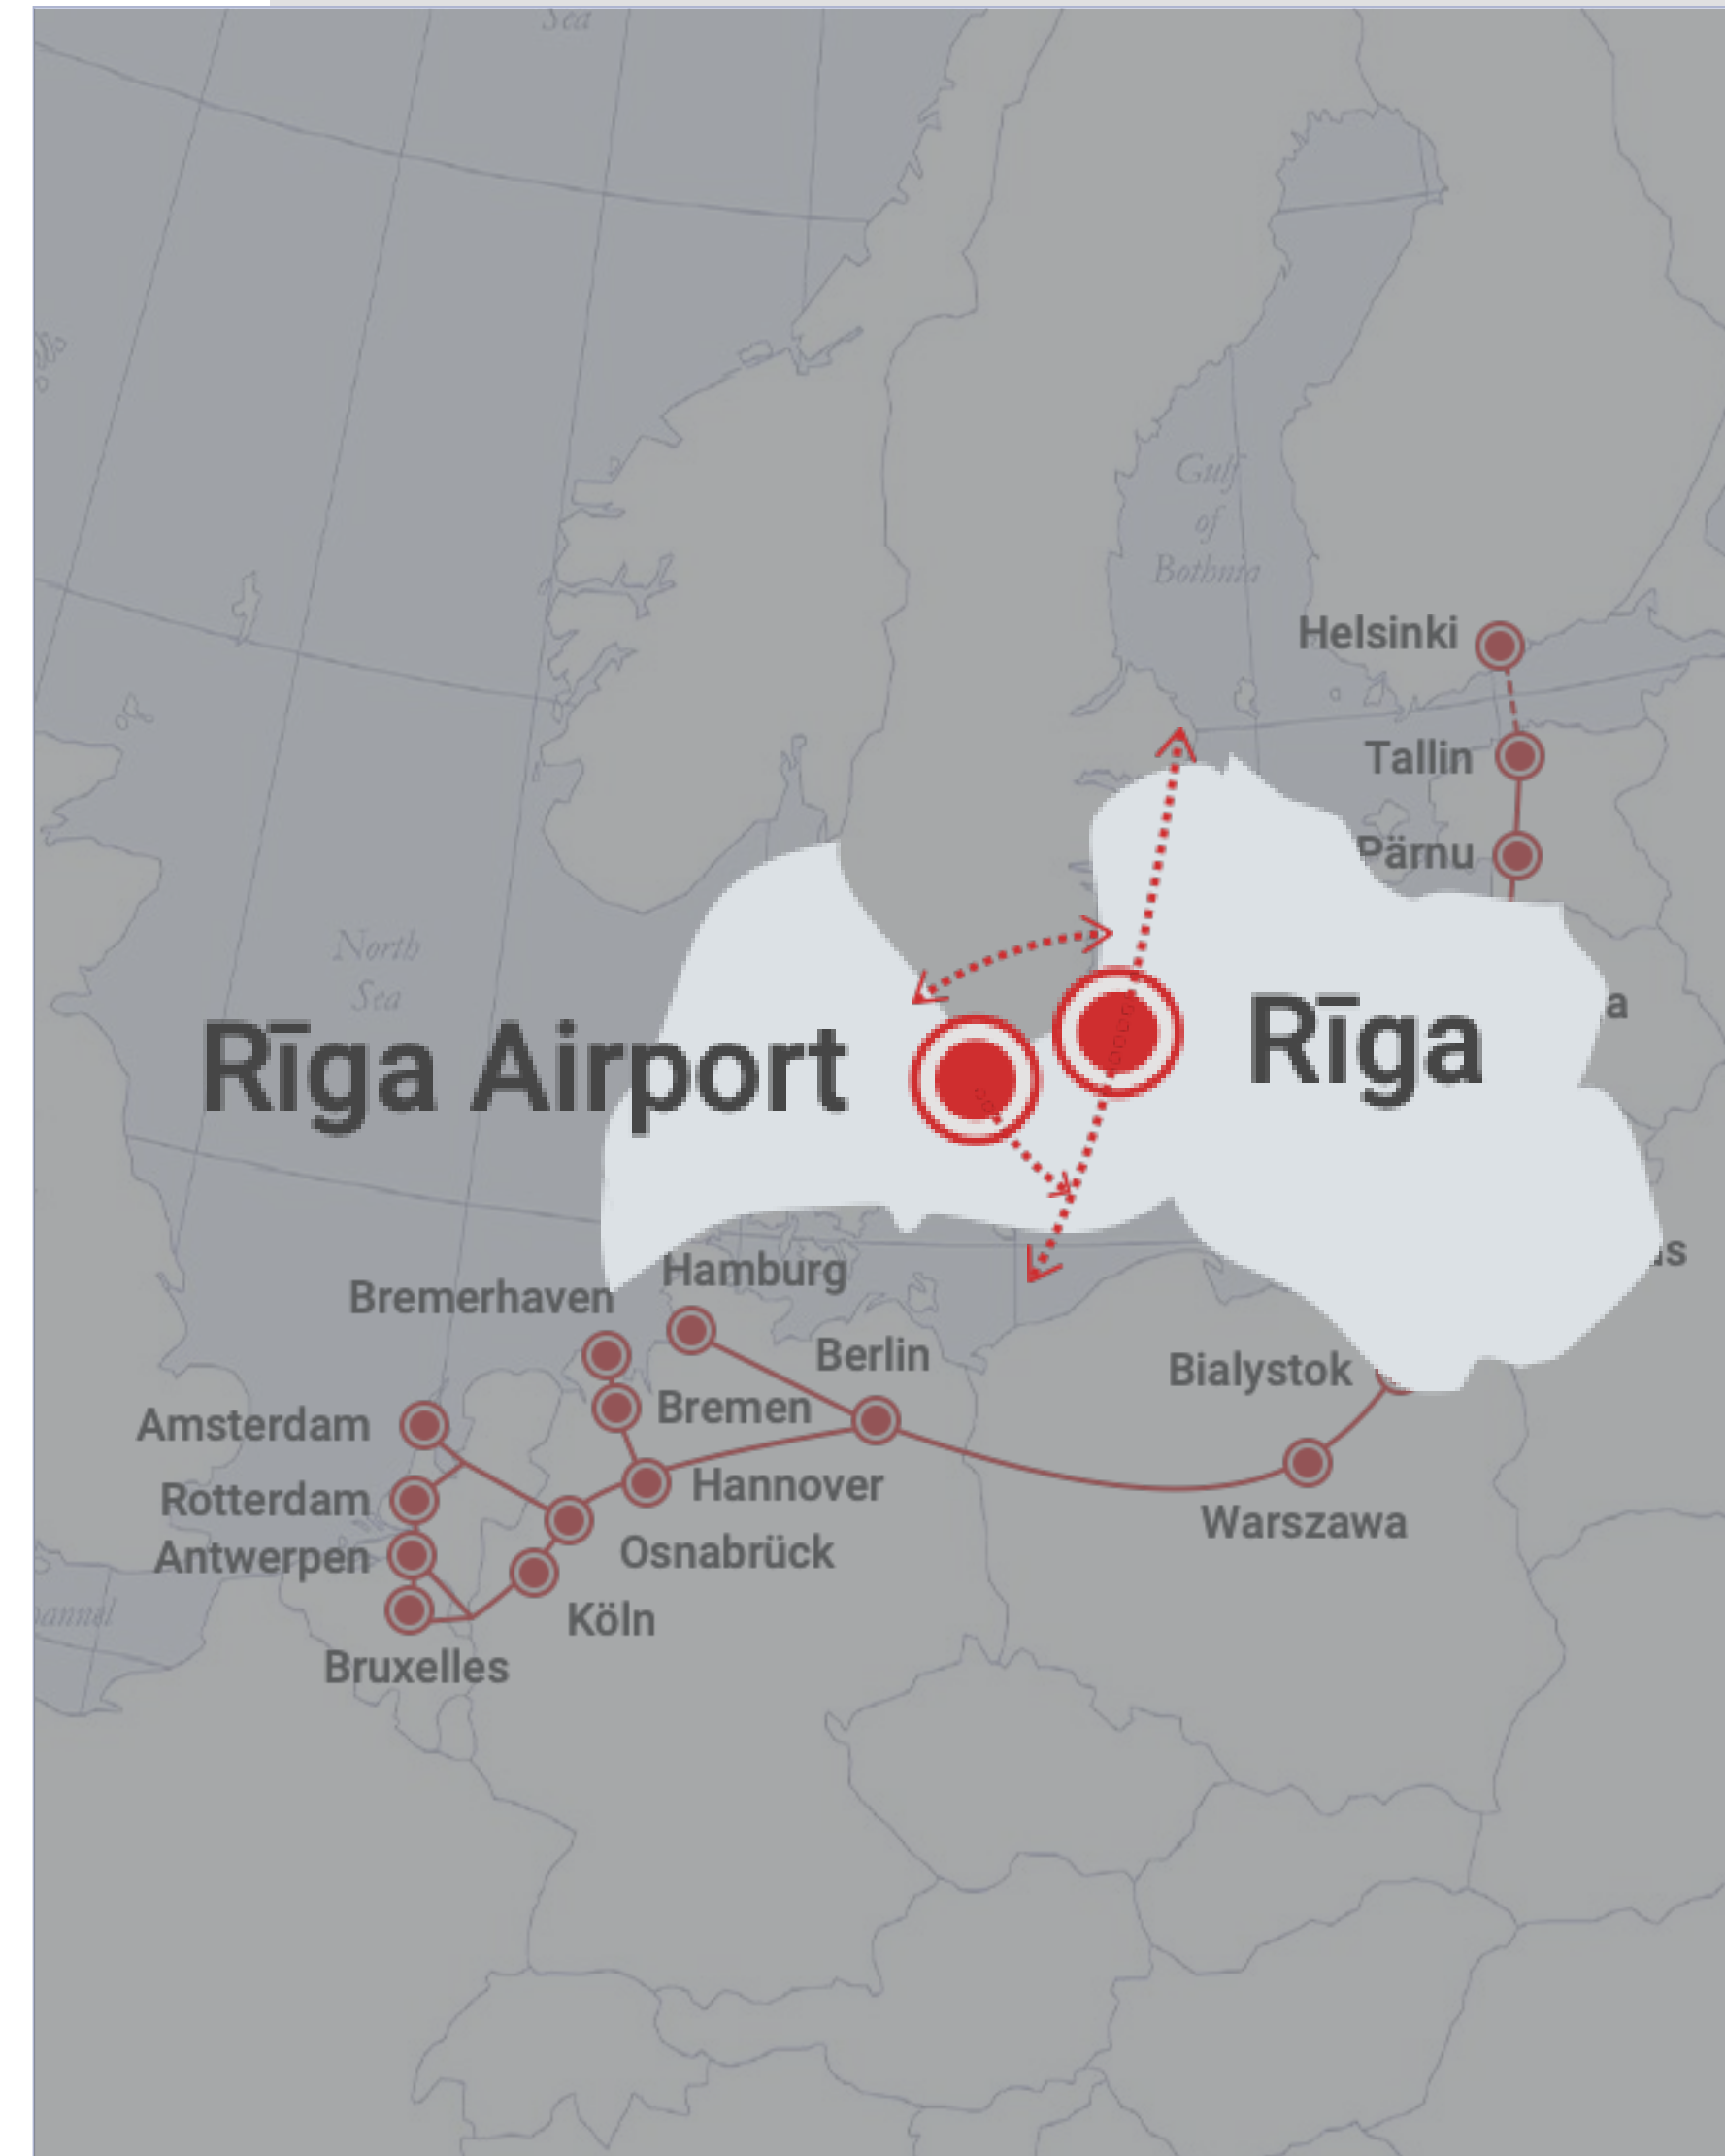 Sea
Gulf
of
Bothnia
Helsinki
Tallin
Pärnu
North
Sea
Rīga Airport
Rīga
Hamburg
Bremerhaven
Berlin
Bialystok
Bremen
Amsterdam
Hannover
Rotterdam
Warszawa
Osnabrück
Antwerpen
Köln
Bruxelles